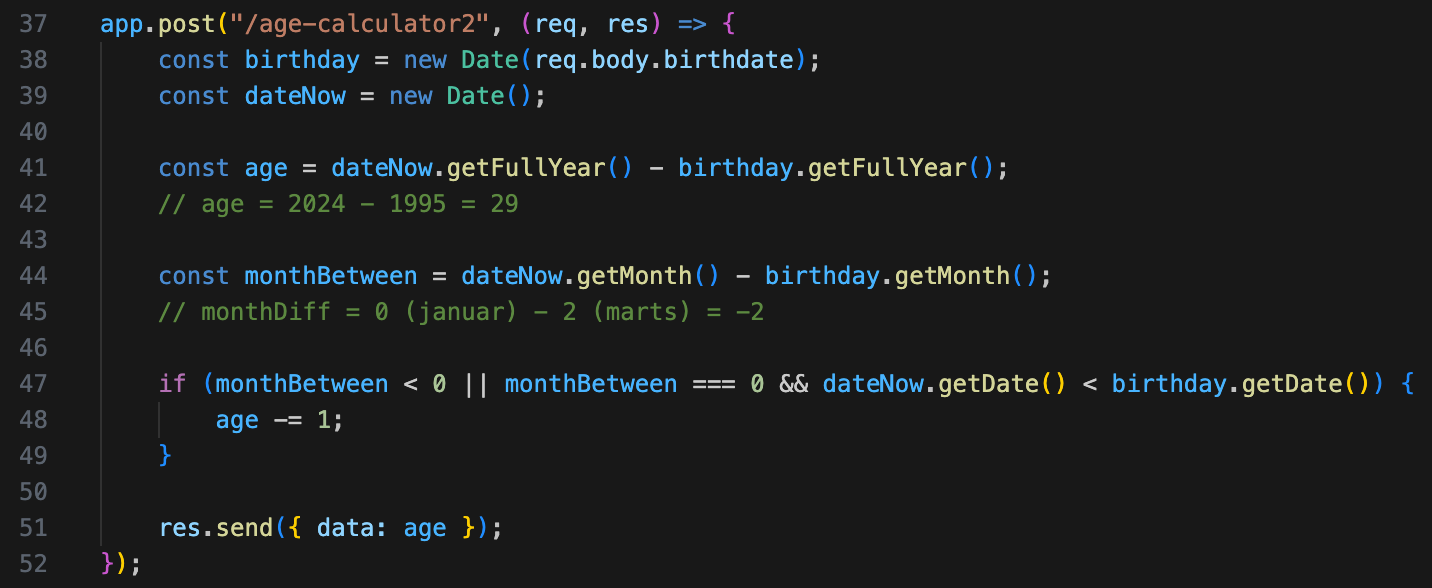 37 app.post("/age-calculator2", (req, res) => {
38     const birthday = new Date(req.body.birthdate);
39     const dateNow = new Date();
40
41     const age = dateNow.getFullYear() - birthday.getFullYear();
42     // age = 2024 - 1995 = 29
43
44     const monthBetween = dateNow.getMonth() - birthday.getMonth();
45     // monthDiff = 0 (januar) - 2 (marts) = -2
46
47     if (monthBetween < 0 || monthBetween === 0 && dateNow.getDate() < birthday.getDate()) {
48         age -= 1;
49     }
50
51     res.send({ data: age });
52 });